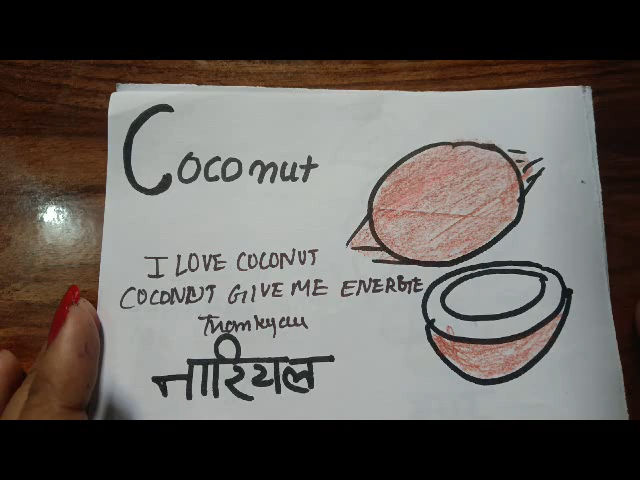 Coconut
I LOVE COCONUT
COCONUT GIVE ME ENERGIE
Thankyou
नारियल